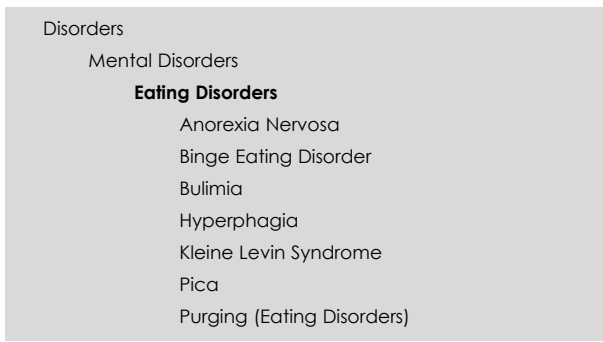 Disorders
Mental Disorders
Eating Disorders
Anorexia Nervosa
Binge Eating Disorder
Bulimia
Hyperphagia
Kleine Levin Syndrome
Pica
Purging (Eating Disorders)